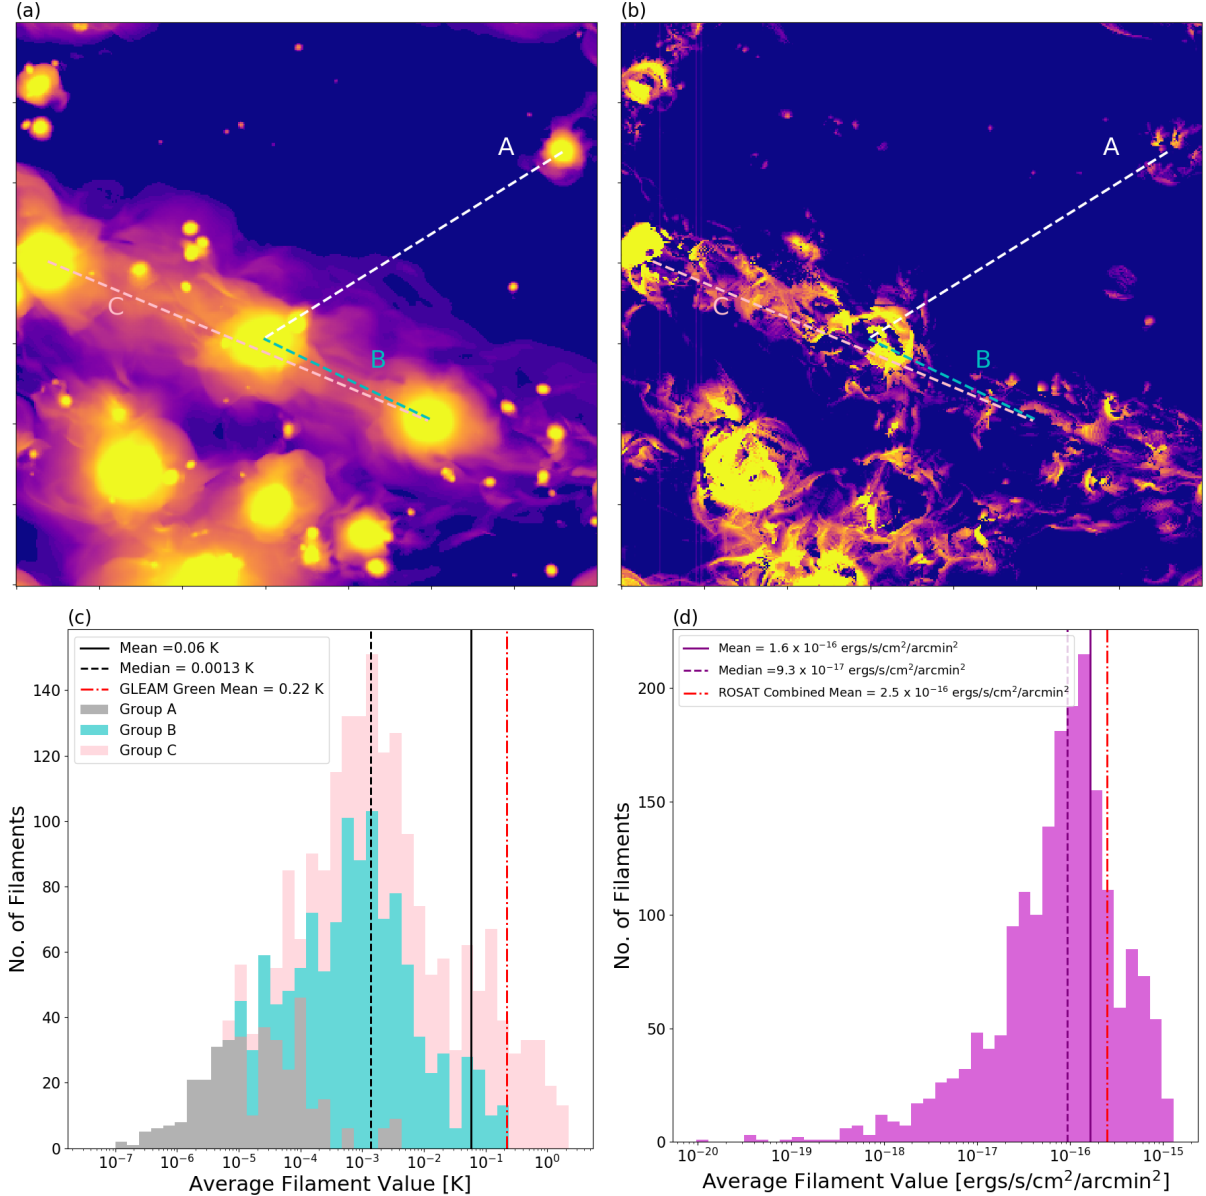 (a)
A
C
B
(b)
A
C
B
(c)
Mean =0.06 K
Median = 0.0013 K
GLEAM Green Mean = 0.22 K
Group A
Group B
Group C
No. of Filaments
140
120
100
80
60
40
20
0
10⁻⁷ 10⁻⁶ 10⁻⁵ 10⁻⁴ 10⁻³ 10⁻² 10⁻¹ 10⁰
Average Filament Value [K]
(d)
Mean = 1.6 x 10⁻¹⁶ ergs/s/cm²/arcmin²
Median =9.3 x 10⁻¹⁷ ergs/s/cm²/arcmin²
ROSAT Combined Mean = 2.5 x 10⁻¹⁶ ergs/s/cm²/arcmin²
No. of Filaments
200
150
100
50
0
10⁻²⁰ 10⁻¹⁹ 10⁻¹⁸ 10⁻¹⁷ 10⁻¹⁶ 10⁻¹⁵
Average Filament Value [ergs/s/cm²/arcmin²]